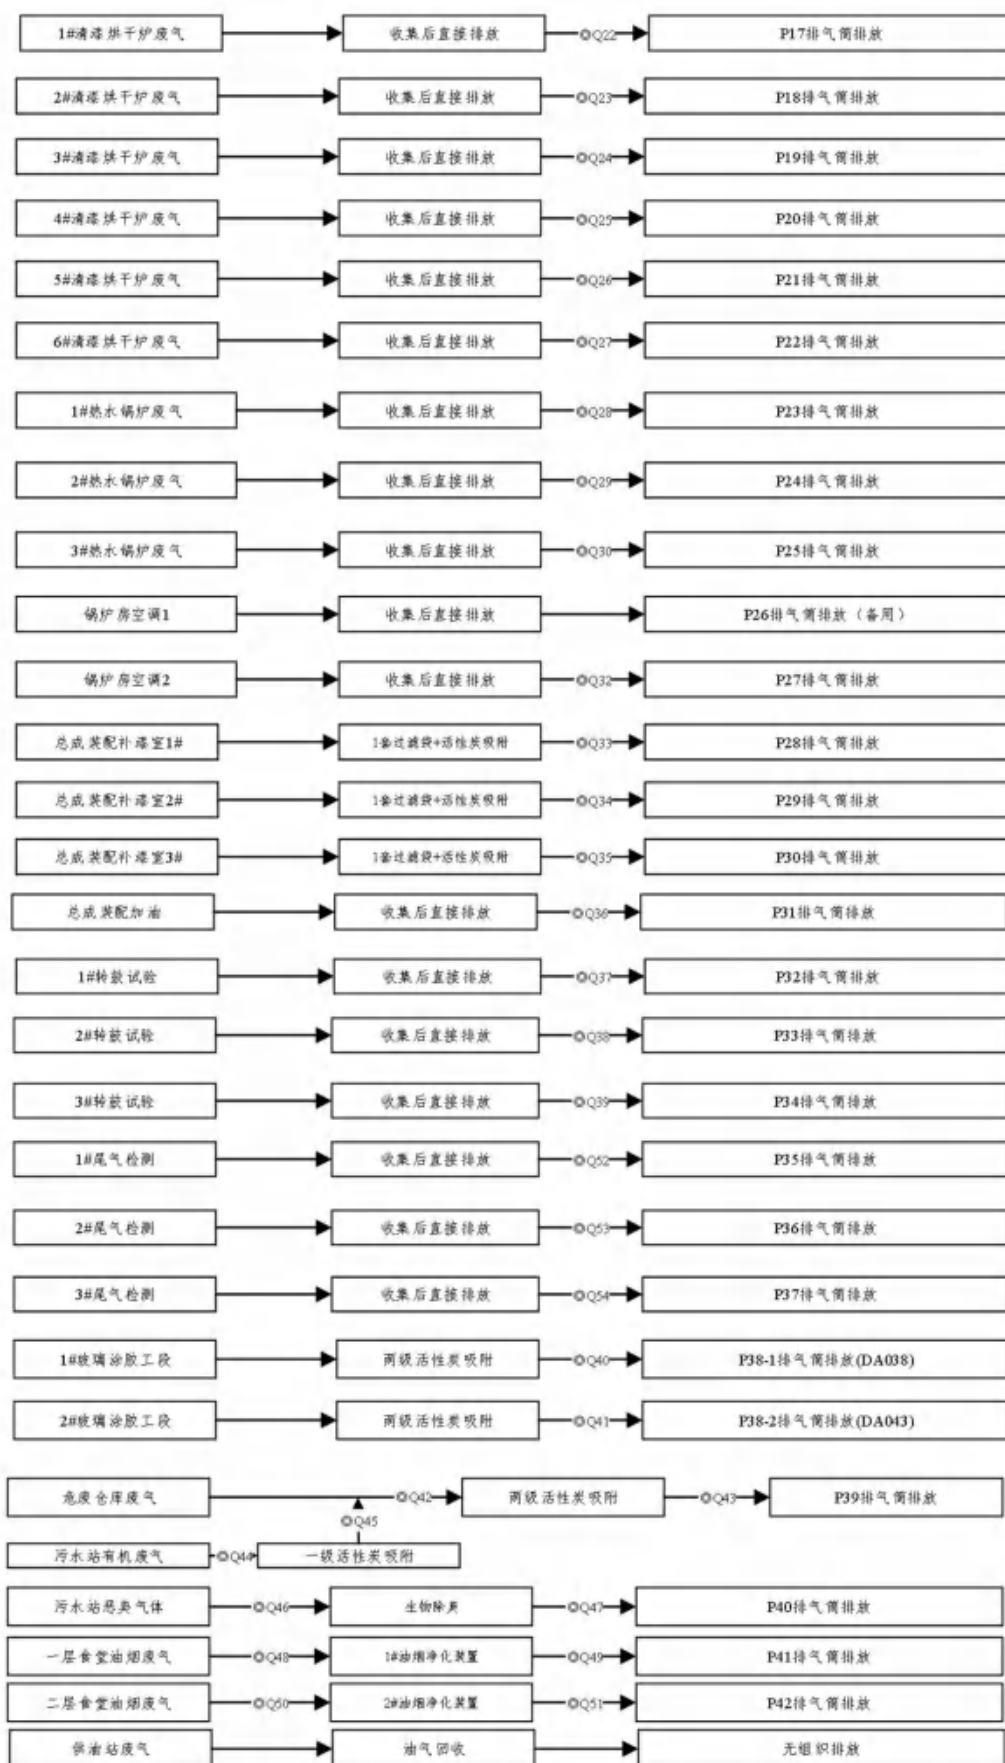 1#清漆烘干炉废气 收集后直接排放 ◎Q22 P17排气筒排放
2#清漆烘干炉废气 收集后直接排放 ◎Q23 P18排气筒排放
3#清漆烘干炉废气 收集后直接排放 ◎Q24 P19排气筒排放
4#清漆烘干炉废气 收集后直接排放 ◎Q25 P20排气筒排放
5#清漆烘干炉废气 收集后直接排放 ◎Q26 P21排气筒排放
6#清漆烘干炉废气 收集后直接排放 ◎Q27 P22排气筒排放
1#热水锅炉废气 收集后直接排放 ◎Q28 P23排气筒排放
2#热水锅炉废气 收集后直接排放 ◎Q29 P24排气筒排放
3#热水锅炉废气 收集后直接排放 ◎Q30 P25排气筒排放
锅炉房空调1 收集后直接排放 P26排气筒排放（备用）
锅炉房空调2 收集后直接排放 ◎Q32 P27排气筒排放
总成装配补漆室1# 1套过滤袋+活性炭吸附 ◎Q33 P28排气筒排放
总成装配补漆室2# 1套过滤袋+活性炭吸附 ◎Q34 P29排气筒排放
总成装配补漆室3# 1套过滤袋+活性炭吸附 ◎Q35 P30排气筒排放
总成装配加油 收集后直接排放 ◎Q36 P31排气筒排放
1#转鼓试验 收集后直接排放 ◎Q37 P32排气筒排放
2#转鼓试验 收集后直接排放 ◎Q38 P33排气筒排放
3#转鼓试验 收集后直接排放 ◎Q39 P34排气筒排放
1#尾气检测 收集后直接排放 ◎Q52 P35排气筒排放
2#尾气检测 收集后直接排放 ◎Q53 P36排气筒排放
3#尾气检测 收集后直接排放 ◎Q54 P37排气筒排放
1#玻璃涂胶工段 两级活性炭吸附 ◎Q40 P38-1排气筒排放(DA038)
2#玻璃涂胶工段 两级活性炭吸附 ◎Q41 P38-2排气筒排放(DA043)
危废仓库废气 ◎Q42 两级活性炭吸附 ◎Q43 P39排气筒排放
◎Q45
污水站有机废气 ◎Q44 一级活性炭吸附
污水站恶臭气体 ◎Q46 生物除臭 ◎Q47 P40排气筒排放
一层食堂油烟废气 ◎Q48 1#油烟净化装置 ◎Q49 P41排气筒排放
二层食堂油烟废气 ◎Q50 2#油烟净化装置 ◎Q51 P42排气筒排放
供油站废气 油气回收 无组织排放